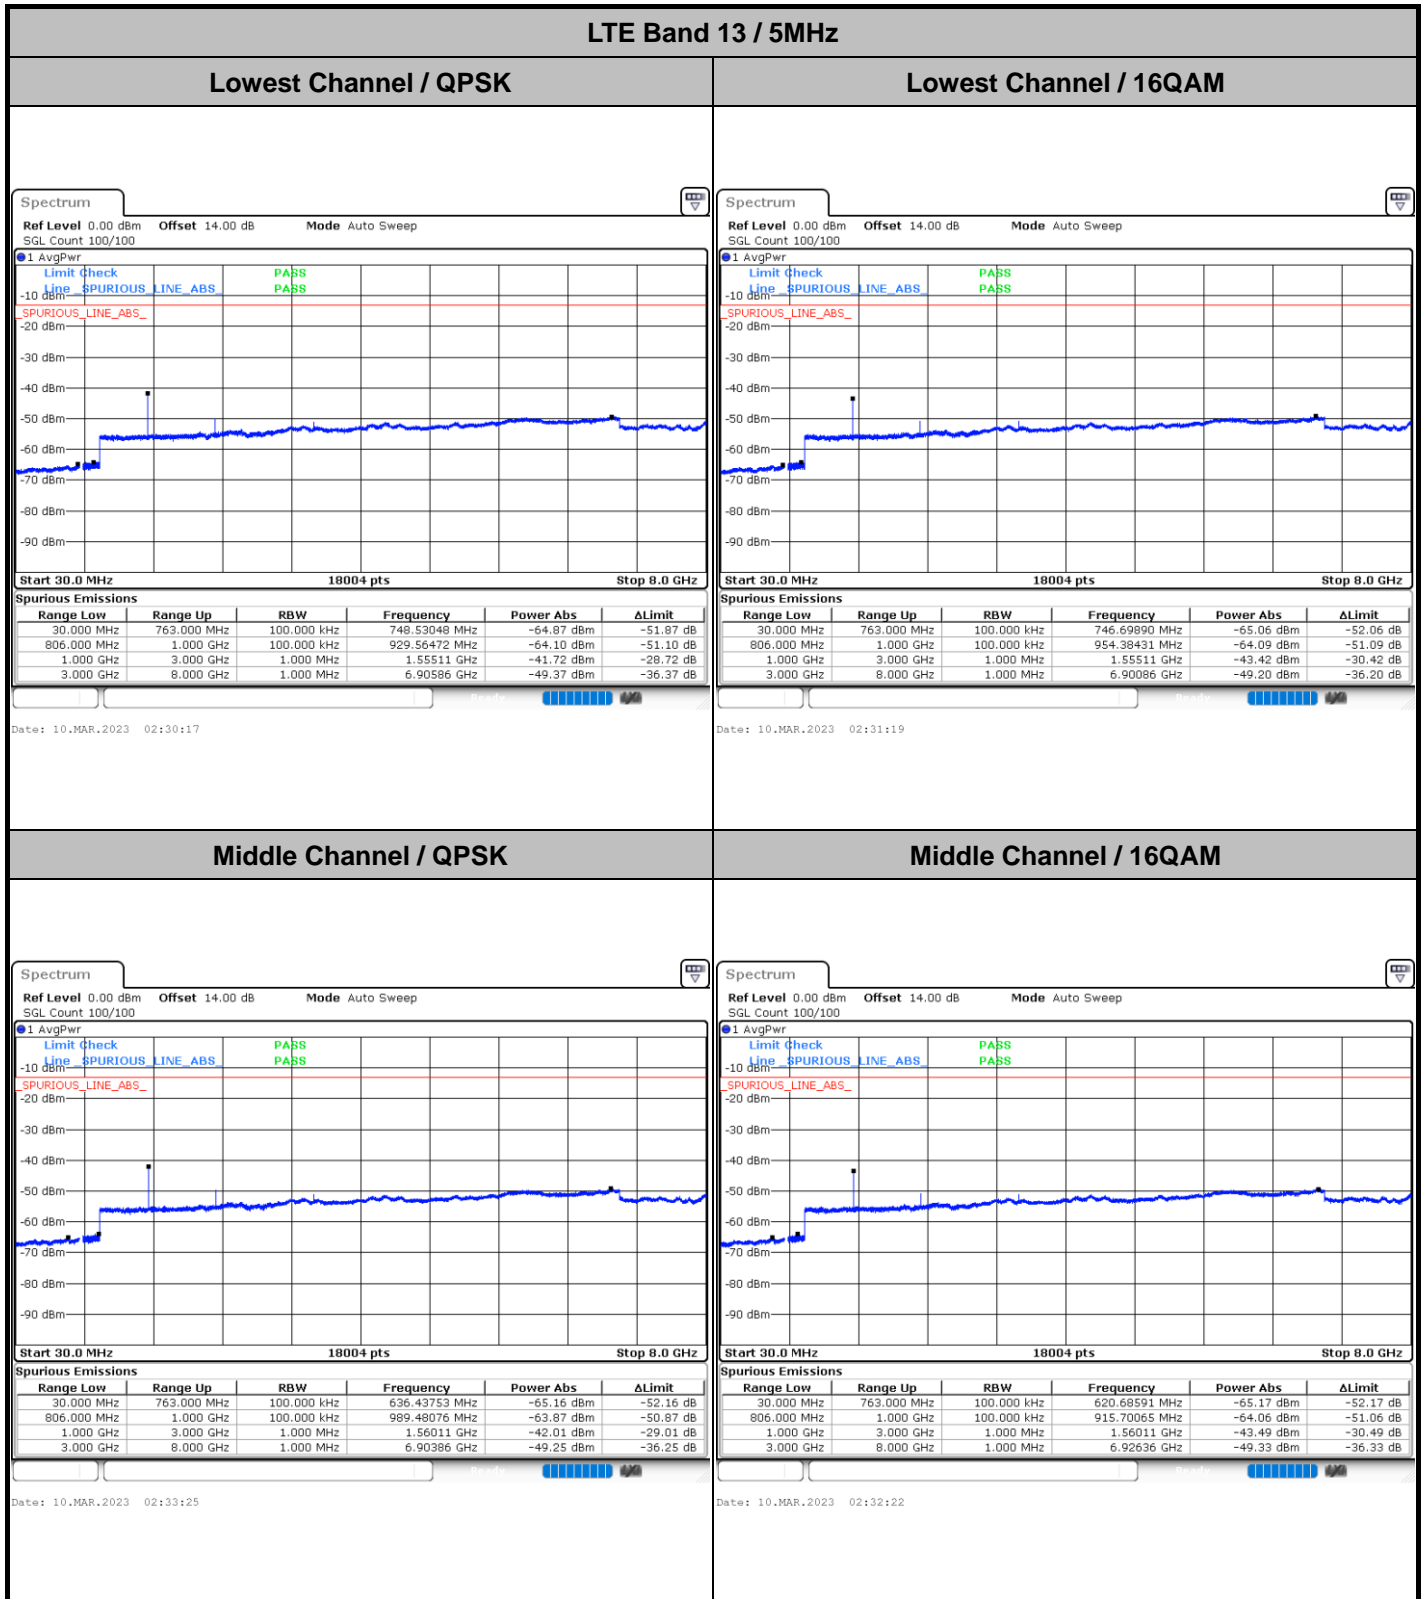 LTE Band 13 / 5MHz
Lowest Channel / QPSK
Lowest Channel / 16QAM
Spectrum
Ref Level 0.00 dBm Offset 14.00 dB Mode Auto Sweep
SGL Count 100/100
1 AvgPwr
Limit Check PASS
Line _SPURIOUS_LINE_ABS_ PASS
-10 dBm
_SPURIOUS_LINE_ABS_
-20 dBm
-30 dBm
-40 dBm
-50 dBm
-60 dBm
-70 dBm
-80 dBm
-90 dBm
Start 30.0 MHz 18004 pts Stop 8.0 GHz
Spurious Emissions
Range Low Range Up RBW Frequency Power Abs ΔLimit
30.000 MHz 763.000 MHz 100.000 kHz 748.53048 MHz -64.87 dBm -51.87 dB
806.000 MHz 1.000 GHz 100.000 kHz 929.56472 MHz -64.10 dBm -51.10 dB
1.000 GHz 3.000 GHz 1.000 MHz 1.55511 GHz -41.72 dBm -28.72 dB
3.000 GHz 8.000 GHz 1.000 MHz 6.90586 GHz -49.37 dBm -36.37 dB
Ready
Date: 10.MAR.2023 02:30:17
Spectrum
Ref Level 0.00 dBm Offset 14.00 dB Mode Auto Sweep
SGL Count 100/100
1 AvgPwr
Limit Check PASS
Line _SPURIOUS_LINE_ABS_ PASS
-10 dBm
_SPURIOUS_LINE_ABS_
-20 dBm
-30 dBm
-40 dBm
-50 dBm
-60 dBm
-70 dBm
-80 dBm
-90 dBm
Start 30.0 MHz 18004 pts Stop 8.0 GHz
Spurious Emissions
Range Low Range Up RBW Frequency Power Abs ΔLimit
30.000 MHz 763.000 MHz 100.000 kHz 746.69890 MHz -65.06 dBm -52.06 dB
806.000 MHz 1.000 GHz 100.000 kHz 954.38431 MHz -64.09 dBm -51.09 dB
1.000 GHz 3.000 GHz 1.000 MHz 1.55511 GHz -43.42 dBm -30.42 dB
3.000 GHz 8.000 GHz 1.000 MHz 6.90086 GHz -49.20 dBm -36.20 dB
Ready
Date: 10.MAR.2023 02:31:19
Middle Channel / QPSK
Middle Channel / 16QAM
Spectrum
Ref Level 0.00 dBm Offset 14.00 dB Mode Auto Sweep
SGL Count 100/100
1 AvgPwr
Limit Check PASS
Line _SPURIOUS_LINE_ABS_ PASS
-10 dBm
_SPURIOUS_LINE_ABS_
-20 dBm
-30 dBm
-40 dBm
-50 dBm
-60 dBm
-70 dBm
-80 dBm
-90 dBm
Start 30.0 MHz 18004 pts Stop 8.0 GHz
Spurious Emissions
Range Low Range Up RBW Frequency Power Abs ΔLimit
30.000 MHz 763.000 MHz 100.000 kHz 636.43753 MHz -65.16 dBm -52.16 dB
806.000 MHz 1.000 GHz 100.000 kHz 989.48076 MHz -63.87 dBm -50.87 dB
1.000 GHz 3.000 GHz 1.000 MHz 1.56011 GHz -42.01 dBm -29.01 dB
3.000 GHz 8.000 GHz 1.000 MHz 6.90386 GHz -49.25 dBm -36.25 dB
Ready
Date: 10.MAR.2023 02:33:25
Spectrum
Ref Level 0.00 dBm Offset 14.00 dB Mode Auto Sweep
SGL Count 100/100
1 AvgPwr
Limit Check PASS
Line _SPURIOUS_LINE_ABS_ PASS
-10 dBm
_SPURIOUS_LINE_ABS_
-20 dBm
-30 dBm
-40 dBm
-50 dBm
-60 dBm
-70 dBm
-80 dBm
-90 dBm
Start 30.0 MHz 18004 pts Stop 8.0 GHz
Spurious Emissions
Range Low Range Up RBW Frequency Power Abs ΔLimit
30.000 MHz 763.000 MHz 100.000 kHz 620.68591 MHz -65.17 dBm -52.17 dB
806.000 MHz 1.000 GHz 100.000 kHz 915.70065 MHz -64.06 dBm -51.06 dB
1.000 GHz 3.000 GHz 1.000 MHz 1.56011 GHz -43.49 dBm -30.49 dB
3.000 GHz 8.000 GHz 1.000 MHz 6.92636 GHz -49.33 dBm -36.33 dB
Ready
Date: 10.MAR.2023 02:32:22